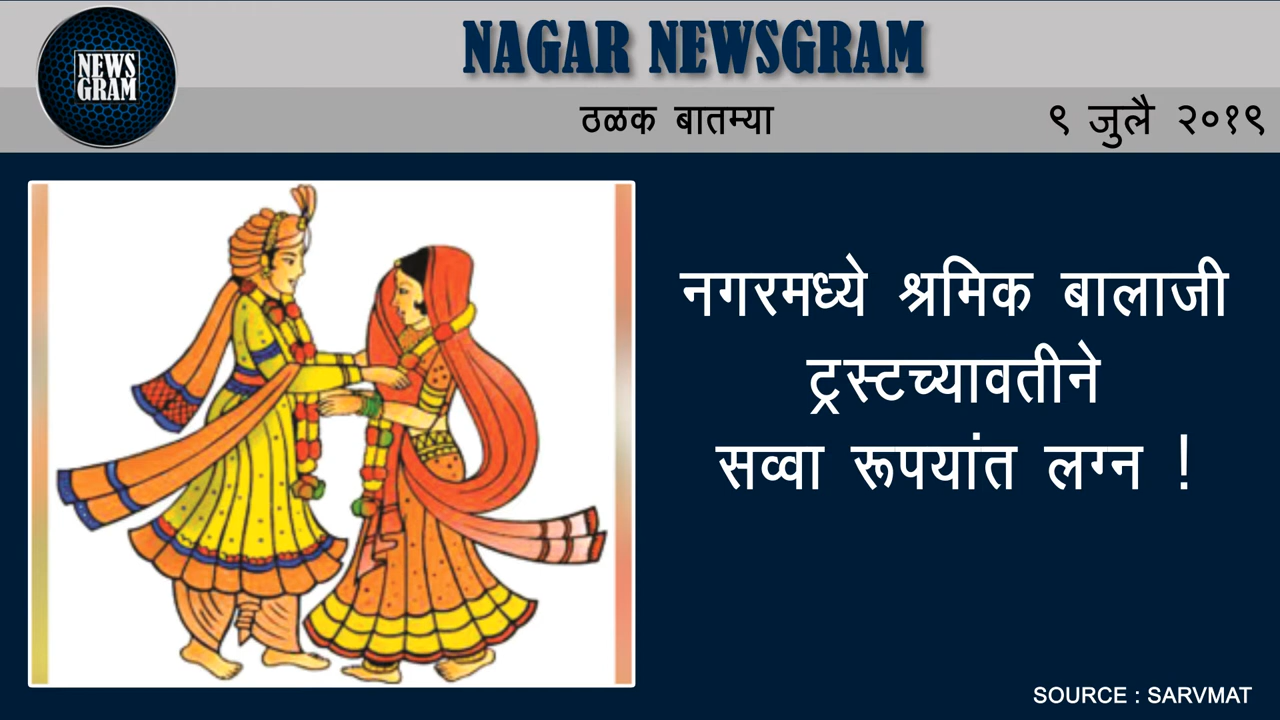 NEWS
GRAM
NAGAR NEWSGRAM
ठळक बातम्या
९ जुलै २०१९
नगरमध्ये श्रमिक बालाजी
ट्रस्टच्यावतीने
सव्वा रूपयांत लग्न !
SOURCE : SARVMAT